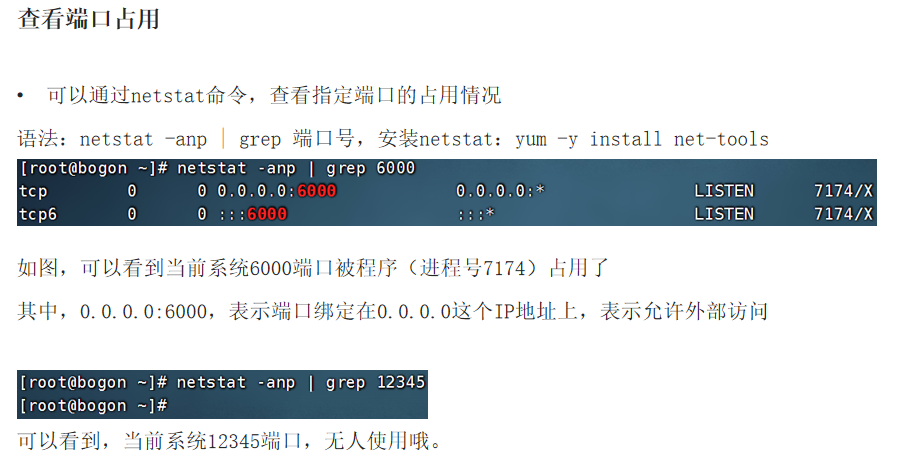 查看端口占用
• 可以通过netstat命令，查看指定端口的占用情况
语法：netstat -anp | grep 端口号，安装netstat：yum -y install net-tools
[root@bogon ~]# netstat -anp | grep 6000
tcp 0 0 0.0.0.0:6000 0.0.0.0:* LISTEN 7174/X
tcp6 0 0 :::6000 :::* LISTEN 7174/X
如图，可以看到当前系统6000端口被程序（进程号7174）占用了
其中，0.0.0.0:6000，表示端口绑定在0.0.0.0这个IP地址上，表示允许外部访问
[root@bogon ~]# netstat -anp | grep 12345
[root@bogon ~]#
可以看到，当前系统12345端口，无人使用哦。